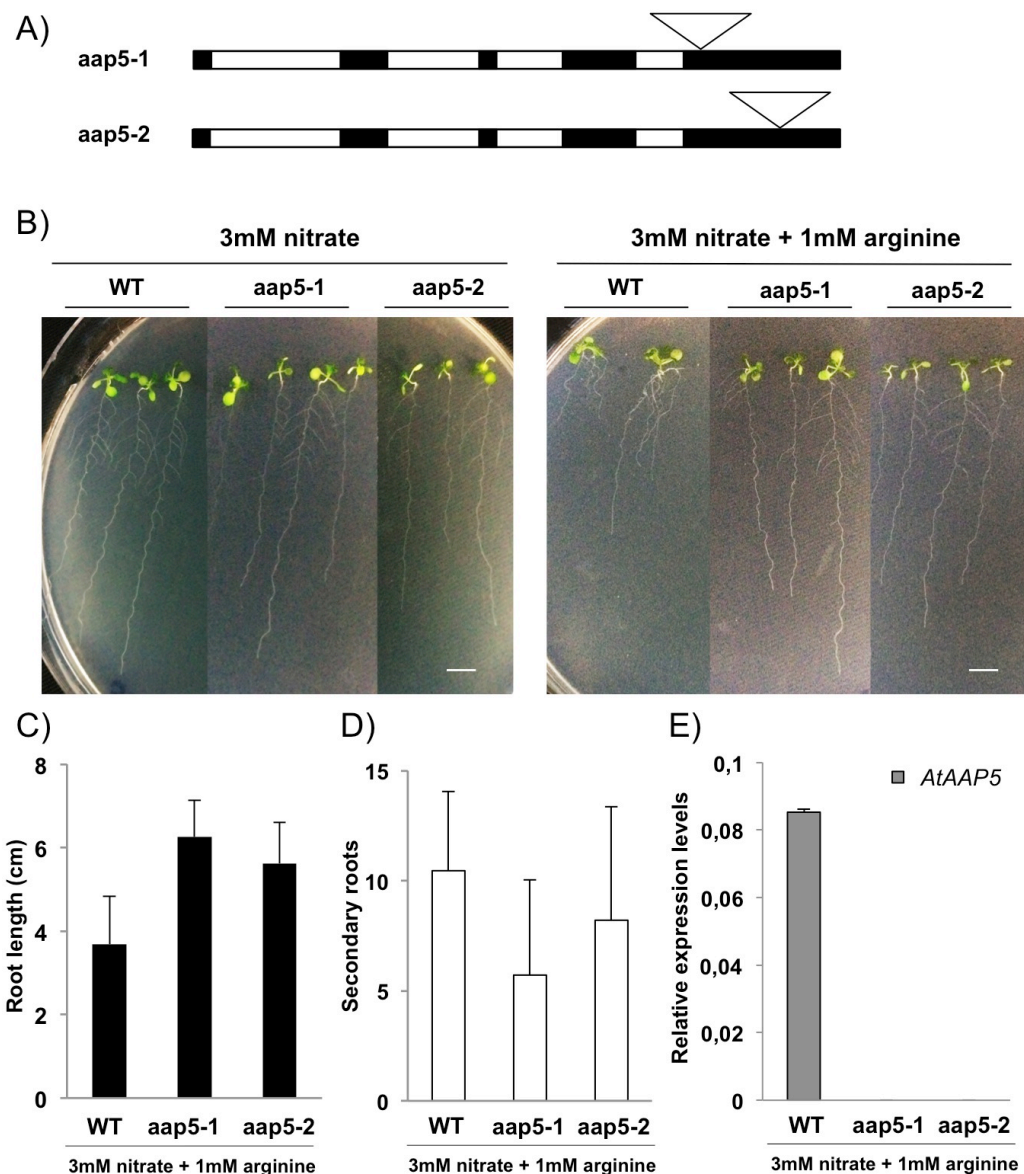 A)
aap5-1
aap5-2
B)
3mM nitrate
3mM nitrate + 1mM arginine
WT
aap5-1
aap5-2
WT
aap5-1
aap5-2
C)
Root length (cm)
8
6
4
2
0
WT
aap5-1
aap5-2
3mM nitrate + 1mM arginine
D)
Secondary roots
15
10
5
0
WT
aap5-1
aap5-2
3mM nitrate + 1mM arginine
E)
Relative expression levels
0,1
0,08
0,06
0,04
0,02
0
AtAAP5
WT
aap5-1
aap5-2
3mM nitrate + 1mM arginine